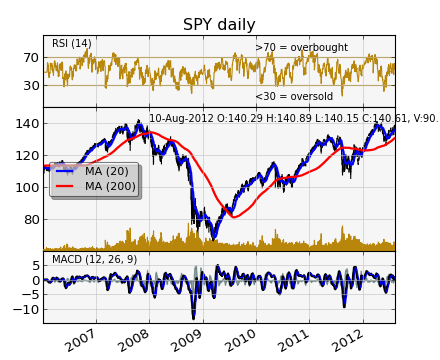 SPY daily
RSI (14)
>70 = overbought
70
30
<30 = oversold
10-Aug-2012 O:140.29 H:140.89 L:140.15 C:140.61, V:90.
140
120
100
80
MA (20)
MA (200)
MACD (12, 26, 9)
5
0
−5
−10
2007
2008
2009
2010
2011
2012